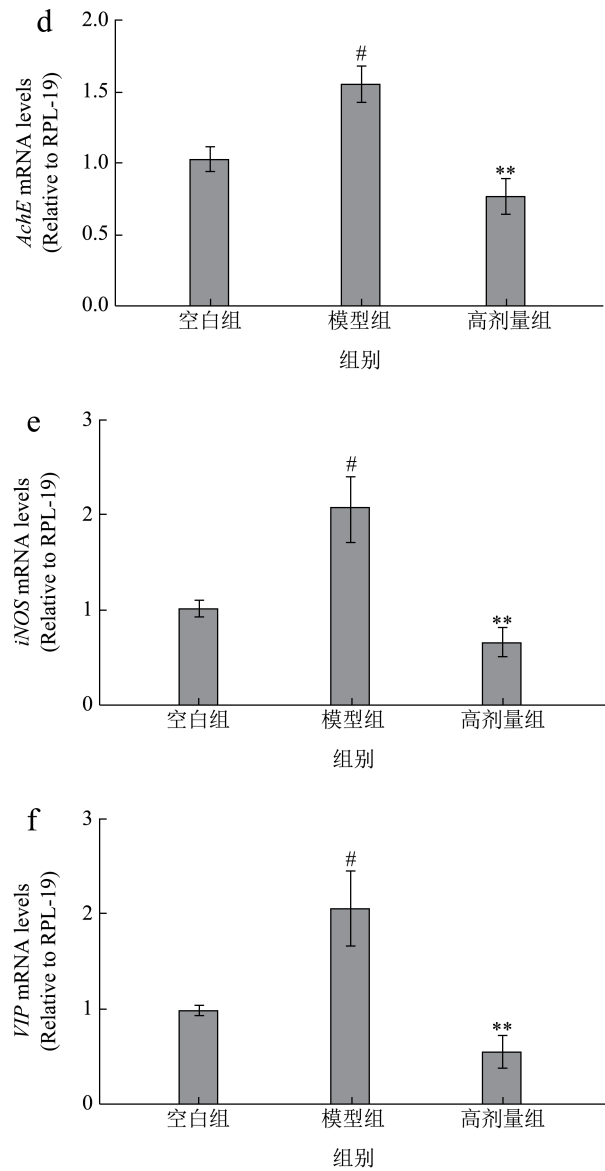 d
AchE mRNA levels
(Relative to RPL-19)
2.0
1.5
1.0
0.5
0.0
#
**
空白组
模型组
高剂量组
组别
e
iNOS mRNA levels
(Relative to RPL-19)
3
2
1
0
#
**
空白组
模型组
高剂量组
组别
f
VIP mRNA levels
(Relative to RPL-19)
3
2
1
0
#
**
空白组
模型组
高剂量组
组别